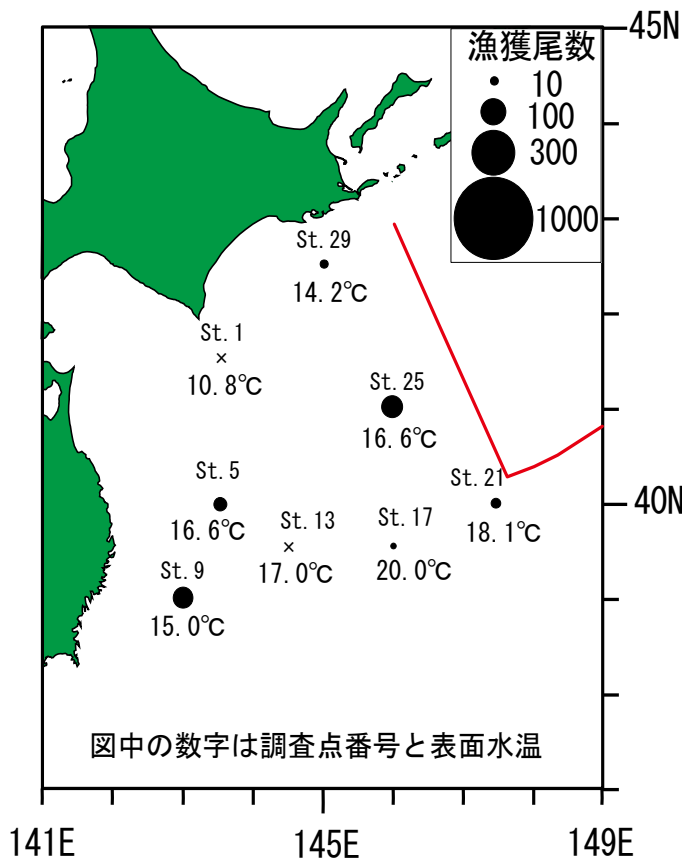 45N
漁獲尾数
10
100
300
1000
St. 29
14.2℃
St. 1
10.8℃
St. 25
16.6℃
St. 5
16.6℃
St. 21
18.1℃
40N
St. 13
17.0℃
St. 17
20.0℃
St. 9
15.0℃
図中の数字は調査点番号と表面水温
141E
145E
149E